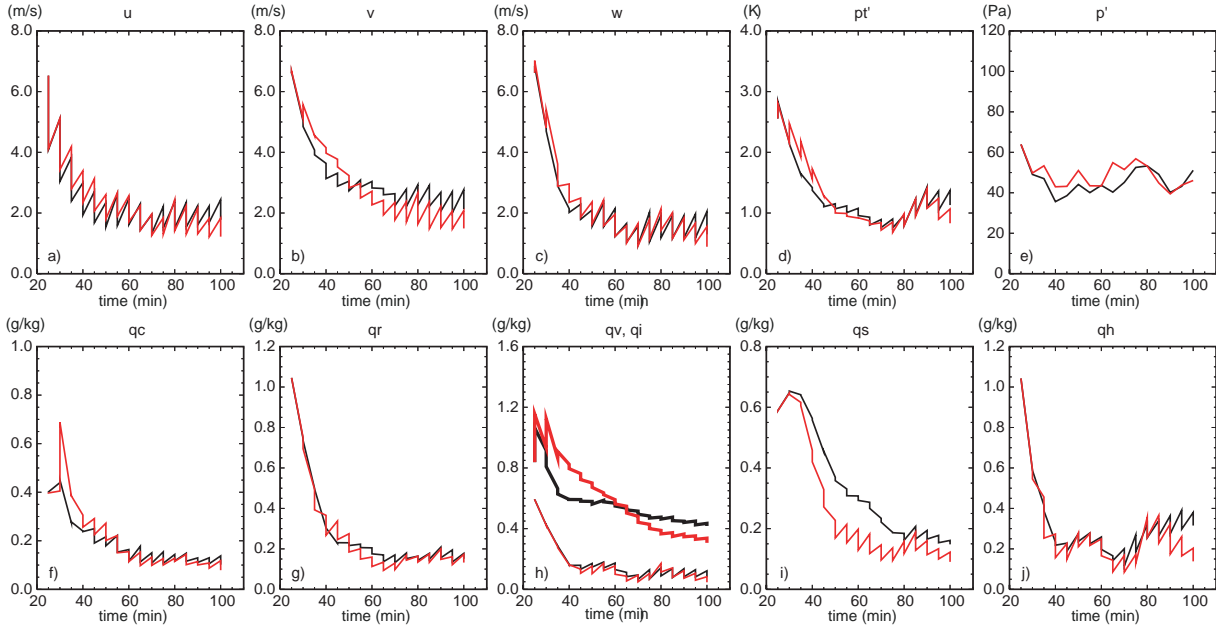 (m/s) u (m/s) v (m/s) w (K) pt' (Pa) p'
8.0 8.0 8.0 4.0 120
100
6.0 6.0 6.0 3.0
80
4.0 4.0 4.0 2.0 60
40
2.0 2.0 2.0 1.0
20
a) b) c) d) e)
0.0 0.0 0.0 0.0 0
20 40 60 80 100 20 40 60 80 100 20 40 60 80 100 20 40 60 80 100 20 40 60 80 100
time (min) time (min) time (min) time (min) time (min)
(g/kg) qc (g/kg) qr (g/kg) qv, qi (g/kg) qs (g/kg) qh
1.0 1.2 1.6 0.8 1.2
0.8 1.0 1.0
0.6 0.8 1.2 0.6 0.8
0.6 0.8 0.4 0.6
0.4 0.4 0.4
0.2 0.2 0.4 0.2 0.2
f) g) h) i) j)
0.0 0.0 0.0 0.0 0.0
20 40 60 80 100 20 40 60 80 100 20 40 60 80 100 20 40 60 80 100 20 40 60 80 100
time (min) time (min) time (min) time (min) time (min)